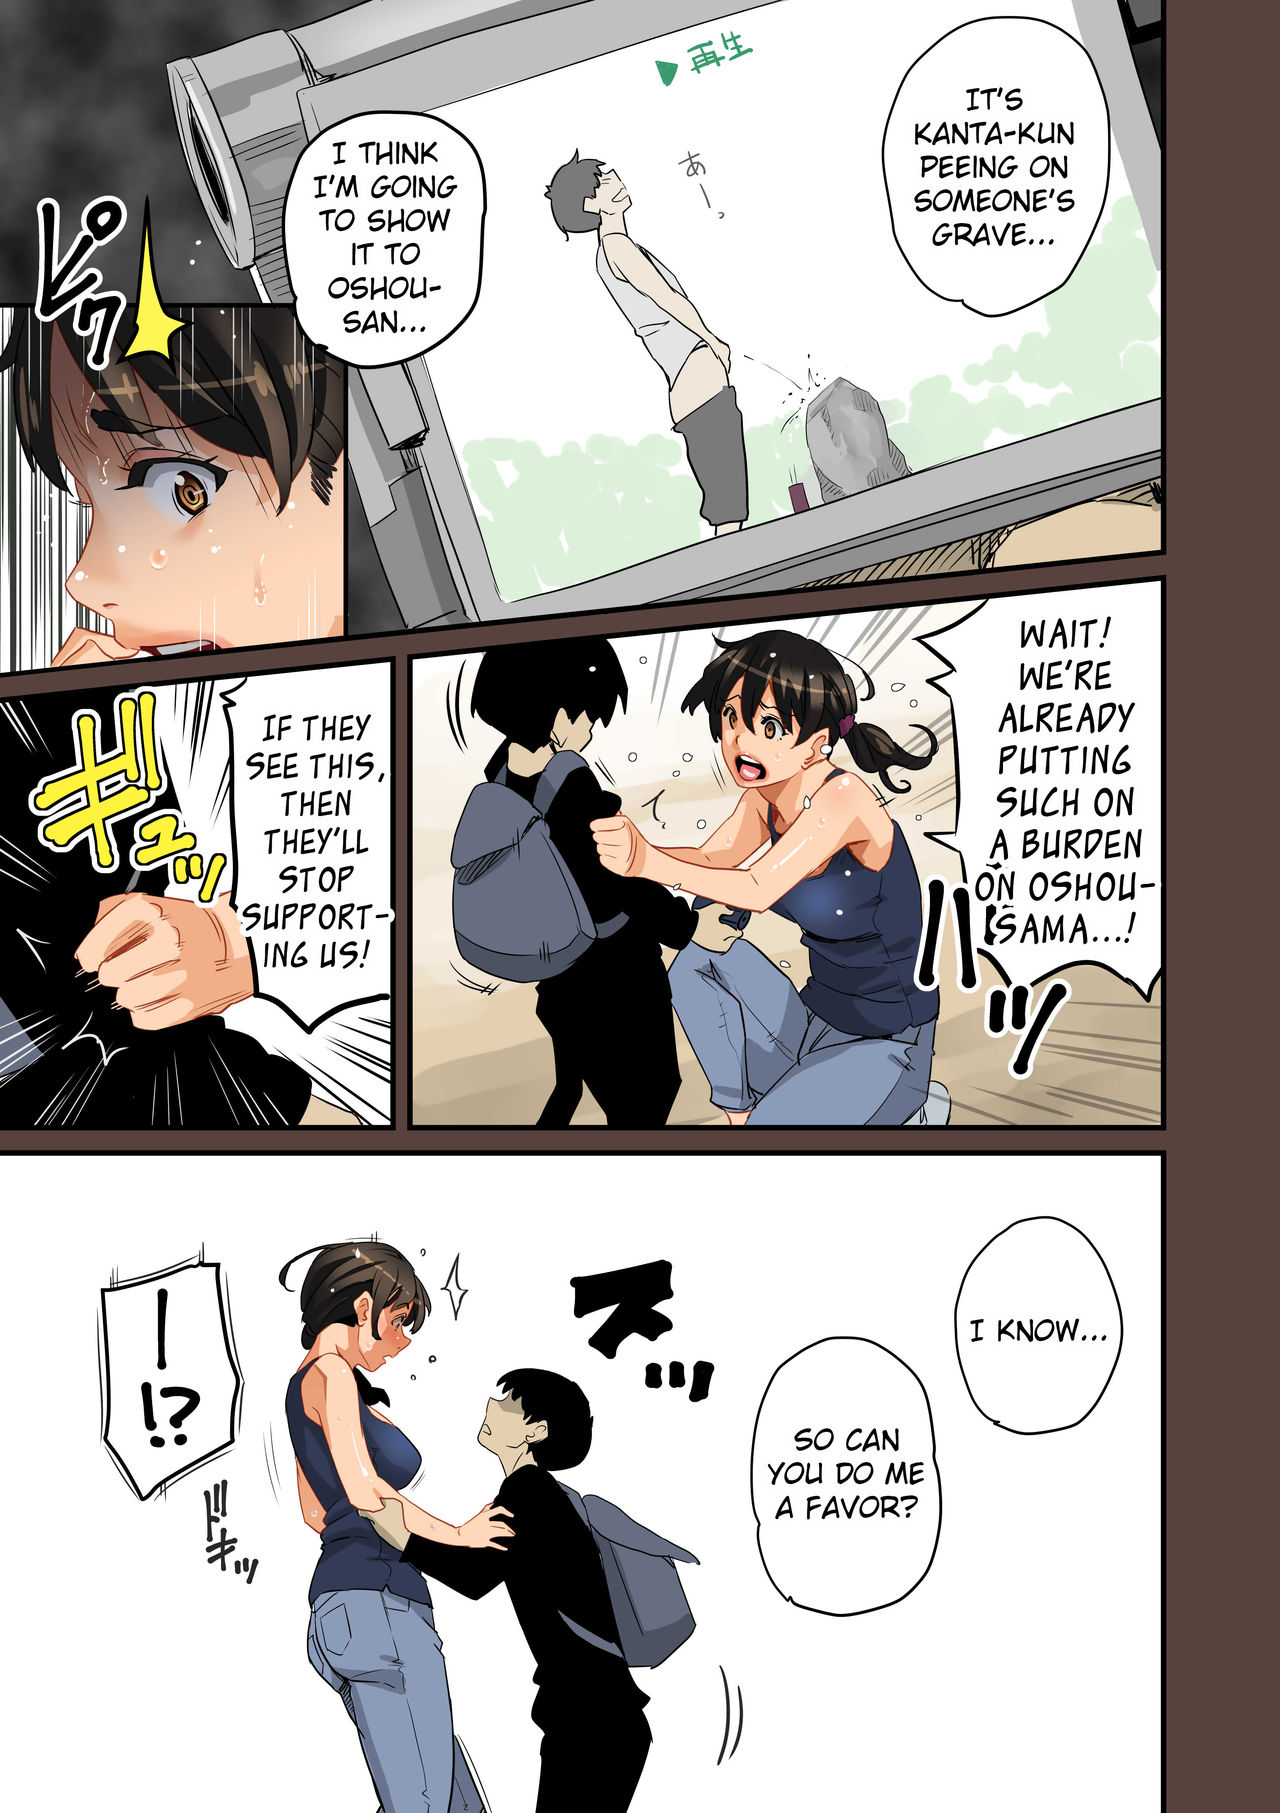 ▶再生
IT'S
KANTA-KUN
PEEING ON
SOMEONE'S
GRAVE...
あーっ
I THINK
I'M GOING
TO SHOW
IT TO
OSHOU-
SAN...
ピク
WAIT!
WE'RE
ALREADY
PUTTING
SUCH ON
A BURDEN
ON OSHOU-
SAMA...!
IF THEY
SEE THIS,
THEN
THEY'LL
STOP
SUPPORT-
ING US!
ギュッ
I KNOW...
SO CAN
YOU DO ME
A FAVOR?
ズッ
ー!?
ドキッ